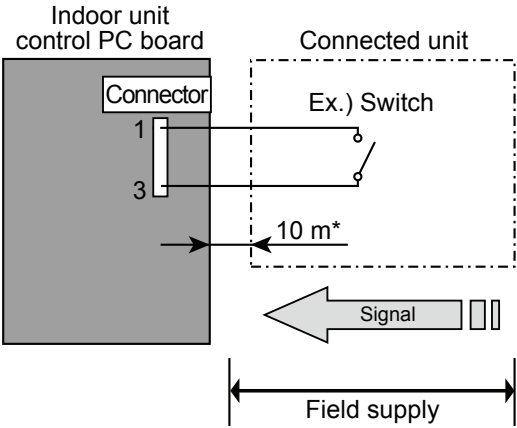 Indoor unit
control PC board
Connected unit
Connector
Ex.) Switch
1
3
10 m*
Signal
Field supply